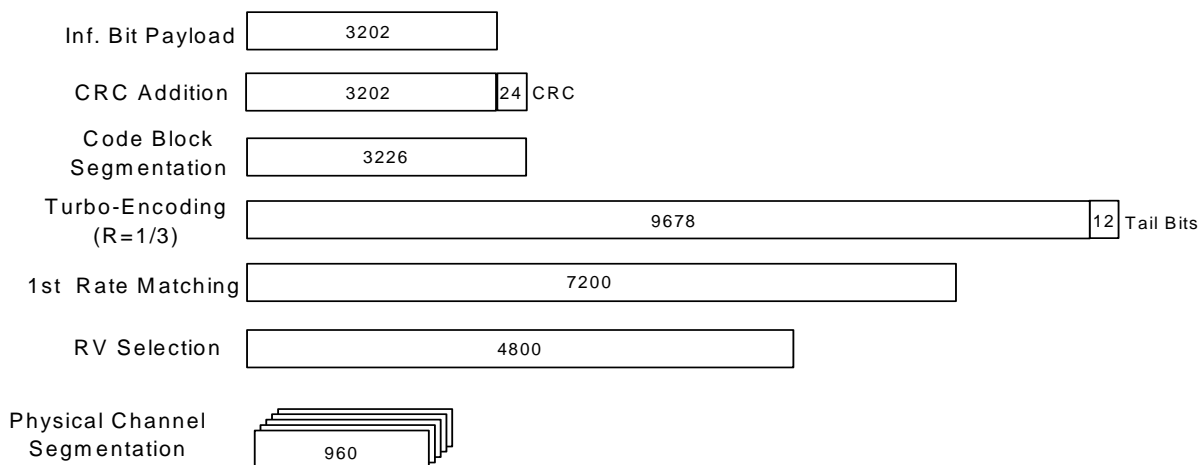 Inf. Bit Payload
3202
CRC Addition
3202
24
CRC
Code Block
Segmentation
3226
Turbo-Encoding
(R=1/3)
9678
12
Tail Bits
1st Rate Matching
7200
RV Selection
4800
Physical Channel
Segmentation
960